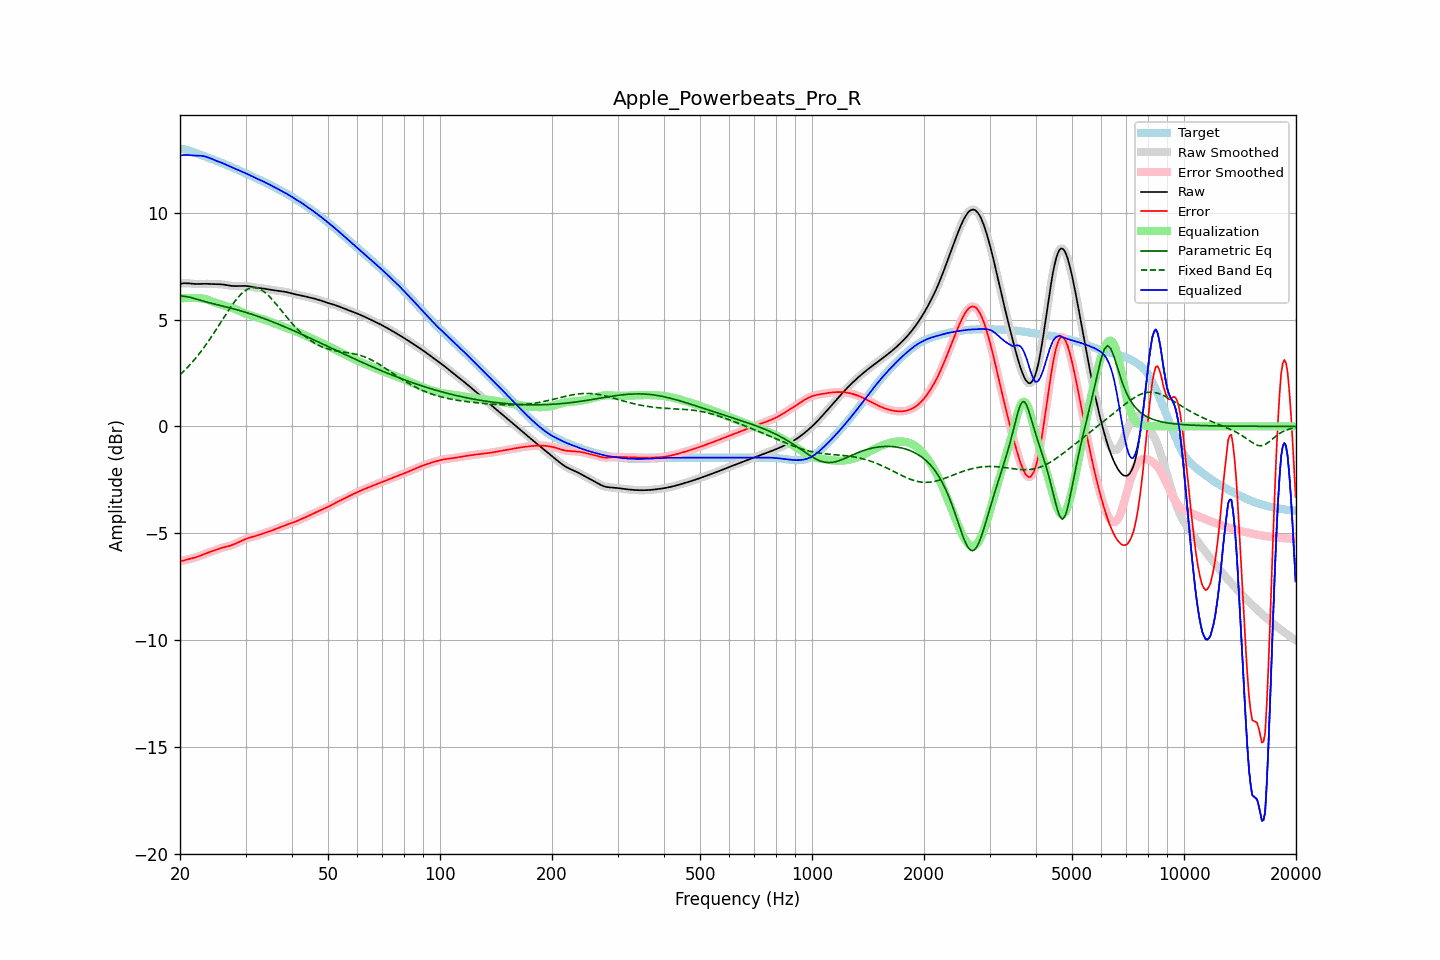 Apple_Powerbeats_Pro_R
Target
Raw Smoothed
Error Smoothed
Raw
Error
Equalization
Parametric Eq
Fixed Band Eq
Equalized
10
5
0
−5
−10
−15
−20
Amplitude (dBr)
20 50 100 200 500 1000 2000 5000 10000 20000
Frequency (Hz)